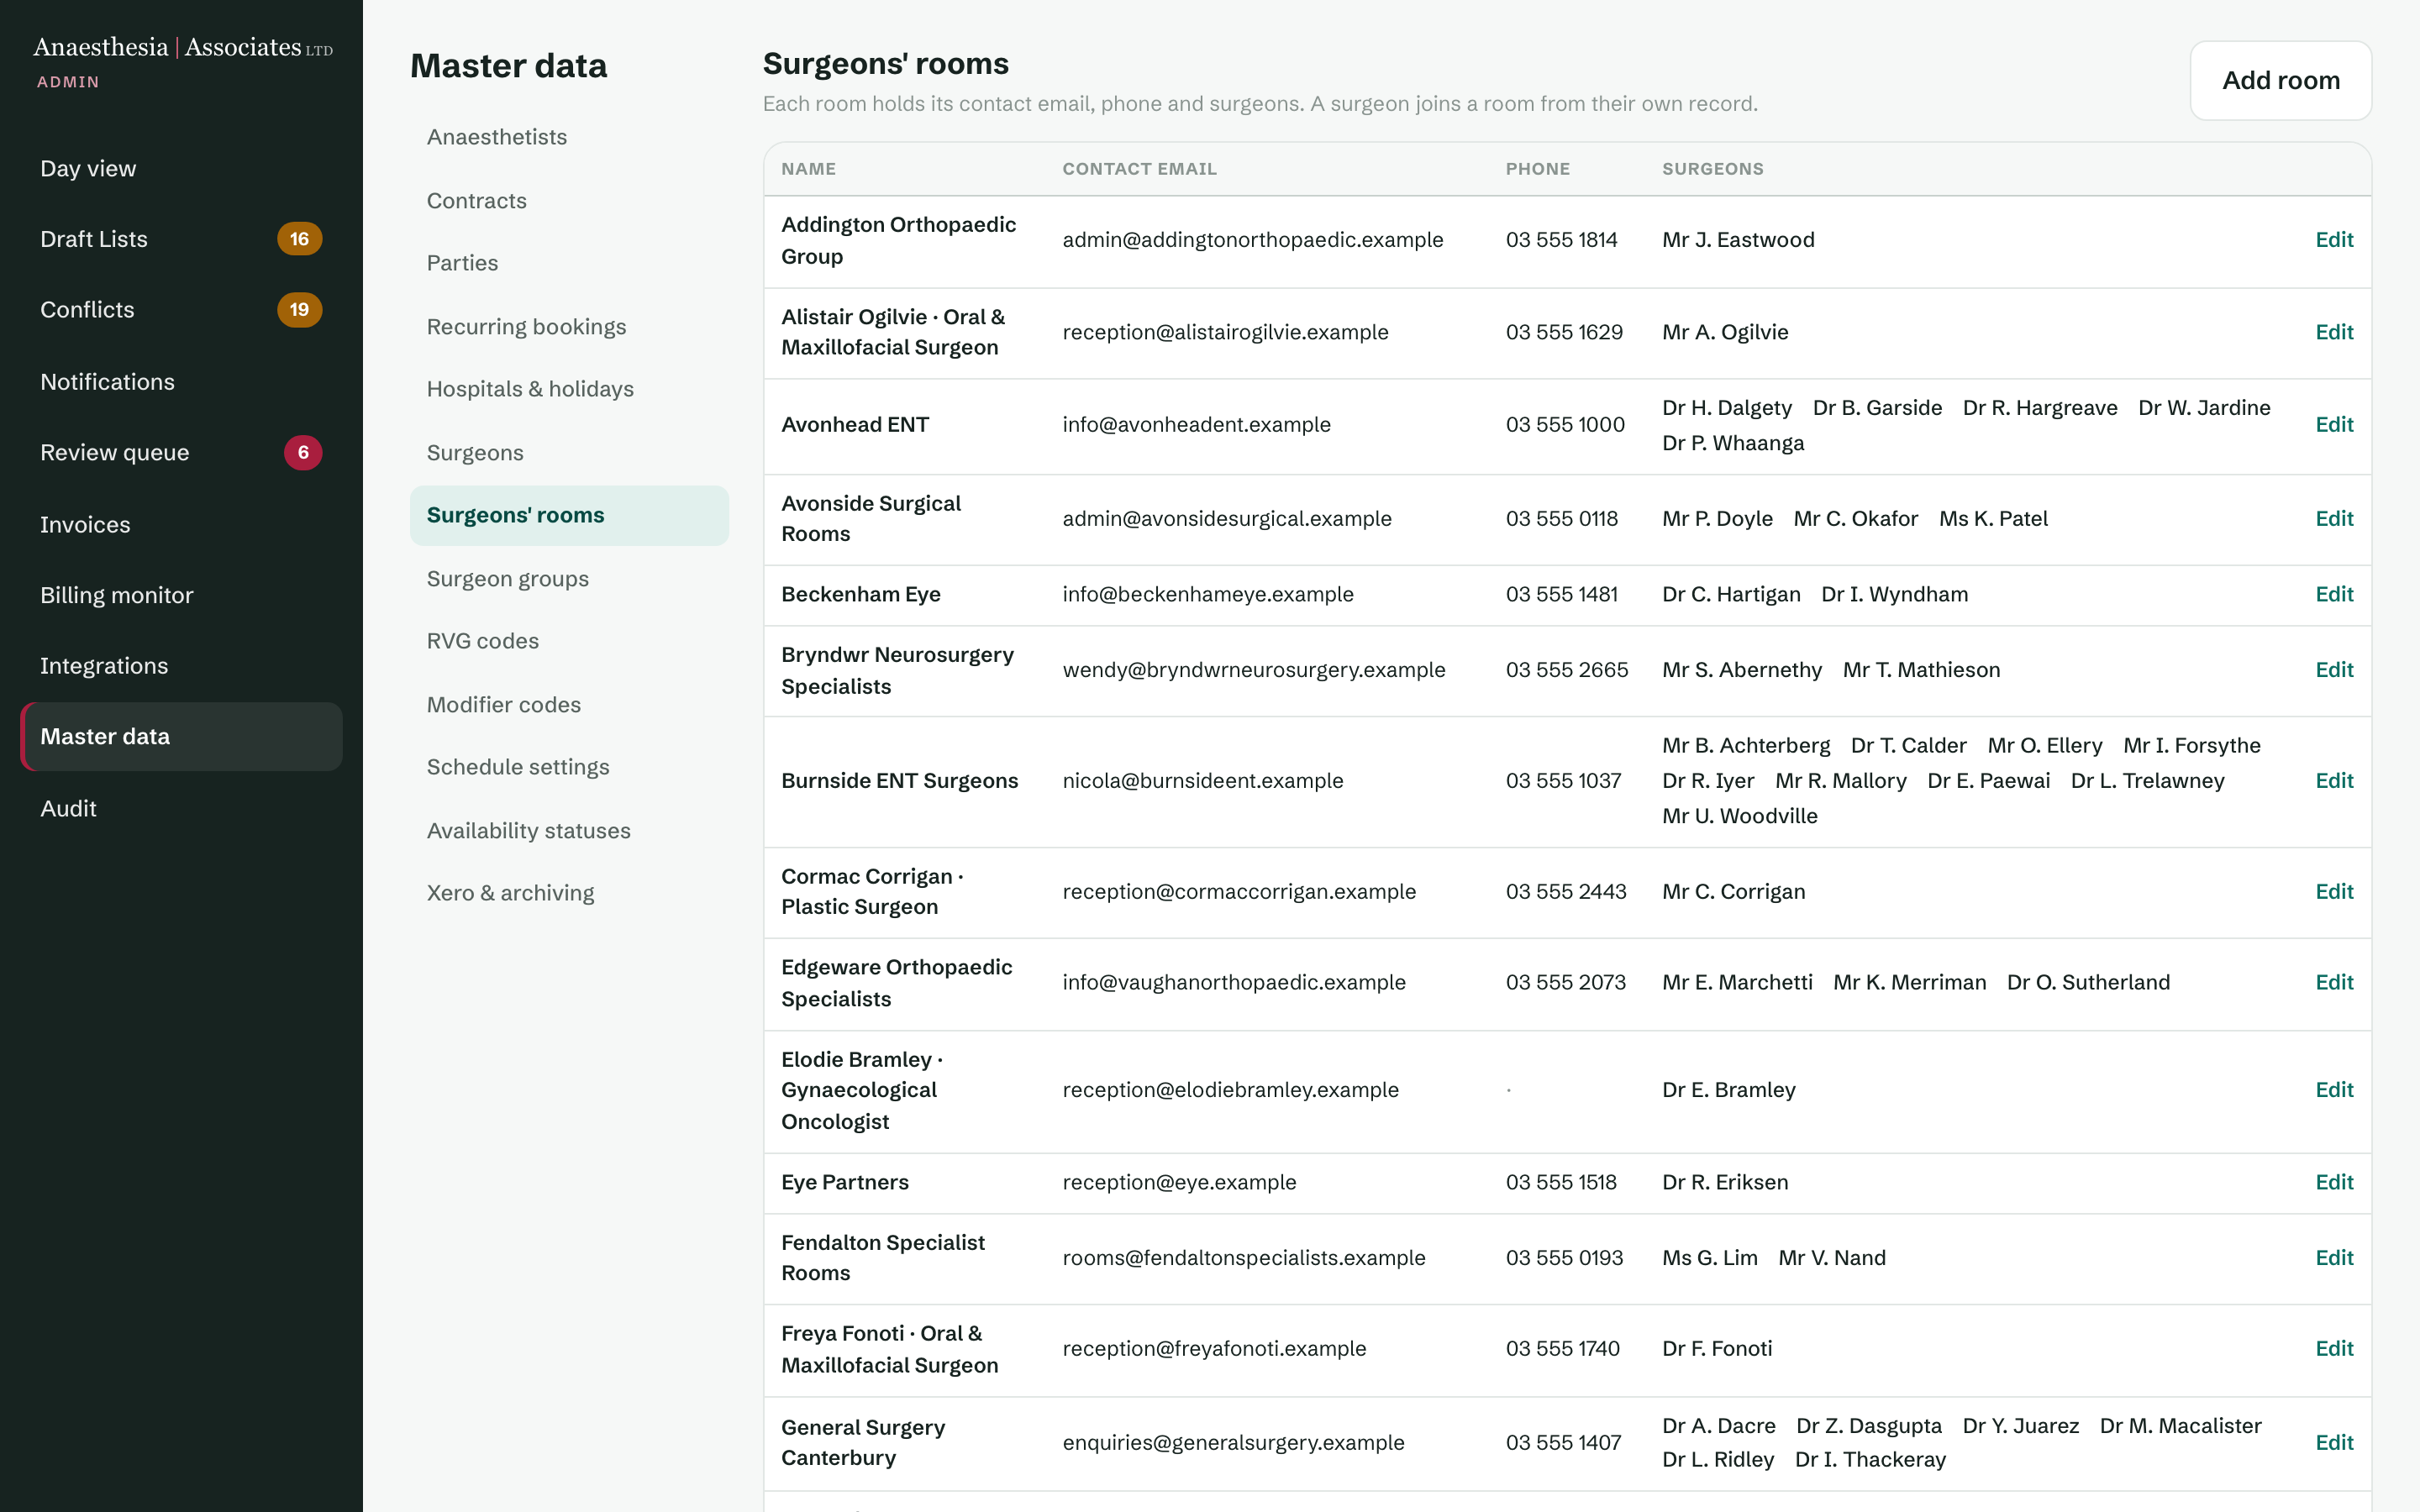 Anaesthesia | Associates LTD
ADMIN
Day view
Draft Lists 16
Conflicts 19
Notifications
Review queue 6
Invoices
Billing monitor
Integrations
Master data
Audit
Master data
Anaesthetists
Contracts
Parties
Recurring bookings
Hospitals & holidays
Surgeons
Surgeons' rooms
Surgeon groups
RVG codes
Modifier codes
Schedule settings
Availability statuses
Xero & archiving
Surgeons' rooms
Each room holds its contact email, phone and surgeons. A surgeon joins a room from their own record.
Add room
NAME CONTACT EMAIL PHONE SURGEONS
Addington Orthopaedic
Group
admin@addingtonorthopaedic.example 03 555 1814 Mr J. Eastwood Edit
Alistair Ogilvie · Oral &
Maxillofacial Surgeon
reception@alistairogilvie.example 03 555 1629 Mr A. Ogilvie Edit
Avonhead ENT info@avonheadent.example 03 555 1000
Dr H. Dalgety Dr B. Garside Dr R. Hargreave Dr W. Jardine
Dr P. Whaanga
Edit
Avonside Surgical
Rooms
admin@avonsidesurgical.example 03 555 0118 Mr P. Doyle Mr C. Okafor Ms K. Patel Edit
Beckenham Eye info@beckenhameye.example 03 555 1481 Dr C. Hartigan Dr I. Wyndham Edit
Bryndwr Neurosurgery
Specialists
wendy@bryndwrneurosurgery.example 03 555 2665 Mr S. Abernethy Mr T. Mathieson Edit
Burnside ENT Surgeons nicola@burnsideent.example 03 555 1037
Mr B. Achterberg Dr T. Calder Mr O. Ellery Mr I. Forsythe
Dr R. Iyer Mr R. Mallory Dr E. Paewai Dr L. Trelawney
Mr U. Woodville
Edit
Cormac Corrigan ·
Plastic Surgeon
reception@cormaccorrigan.example 03 555 2443 Mr C. Corrigan Edit
Edgeware Orthopaedic
Specialists
info@vaughanorthopaedic.example 03 555 2073 Mr E. Marchetti Mr K. Merriman Dr O. Sutherland Edit
Elodie Bramley ·
Gynaecological
Oncologist
reception@elodiebramley.example · Dr E. Bramley Edit
Eye Partners reception@eye.example 03 555 1518 Dr R. Eriksen Edit
Fendalton Specialist
Rooms
rooms@fendaltonspecialists.example 03 555 0193 Ms G. Lim Mr V. Nand Edit
Freya Fonoti · Oral &
Maxillofacial Surgeon
reception@freyafonoti.example 03 555 1740 Dr F. Fonoti Edit
General Surgery
Canterbury
enquiries@generalsurgery.example 03 555 1407
Dr A. Dacre Dr Z. Dasgupta Dr Y. Juarez Dr M. Macalister
Dr L. Ridley Dr I. Thackeray
Edit